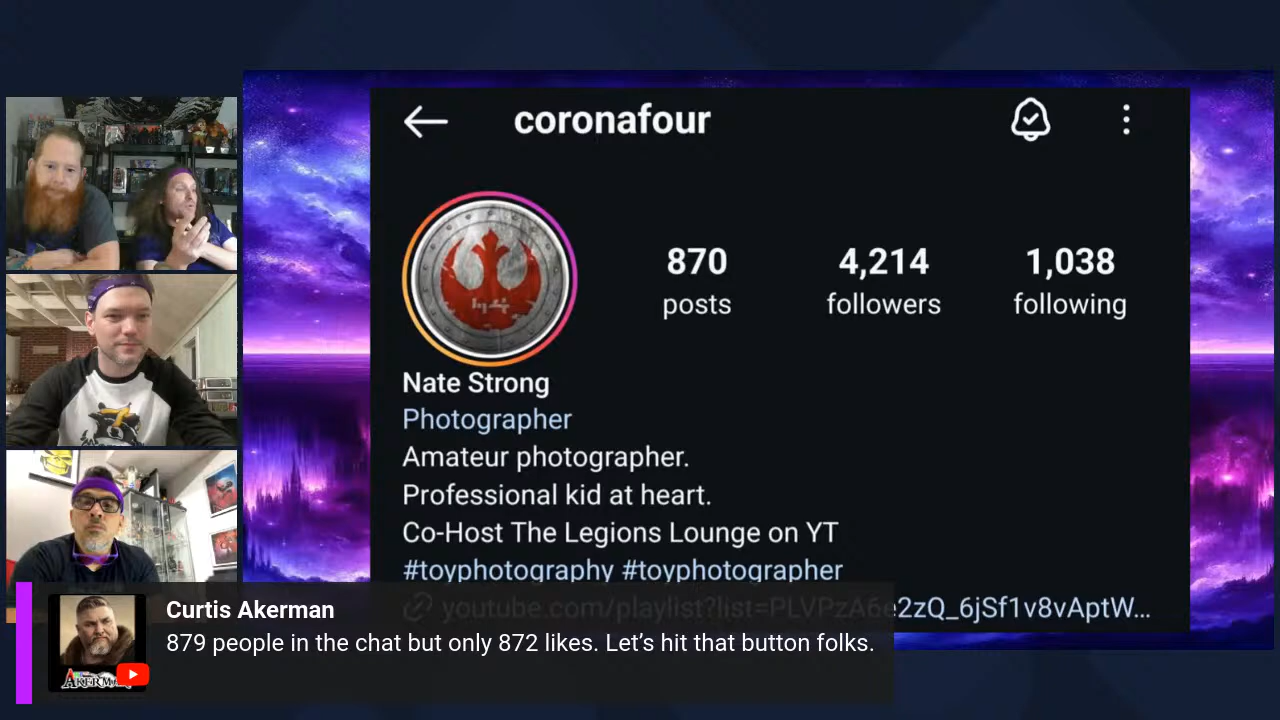 coronafour
870 4,214 1,038
posts followers following
Nate Strong
Photographer
Amateur photographer.
Professional kid at heart.
Co-Host The Legions Lounge on YT
#toyphotography #toyphotographer
youtube.com/playlist?list=PLVPzA6e2zQ_6jSf1v8vAptW...
Curtis Akerman
879 people in the chat but only 872 likes. Let’s hit that button folks.